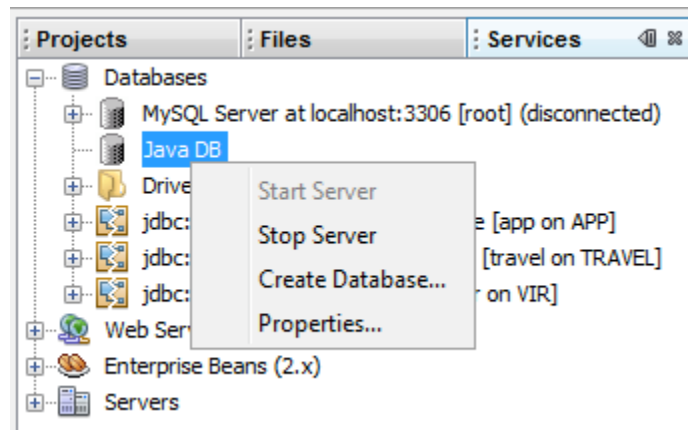 Projects
Files
Services
Databases
MySQL Server at localhost:3306 [root] (disconnected)
Java DB
Drive
Start Server
jdbc:
e [app on APP]
Stop Server
jdbc:
[travel on TRAVEL]
Create Database...
jdbc:
r on VIR]
Web Ser
Properties...
Enterprise Beans (2.x)
Servers